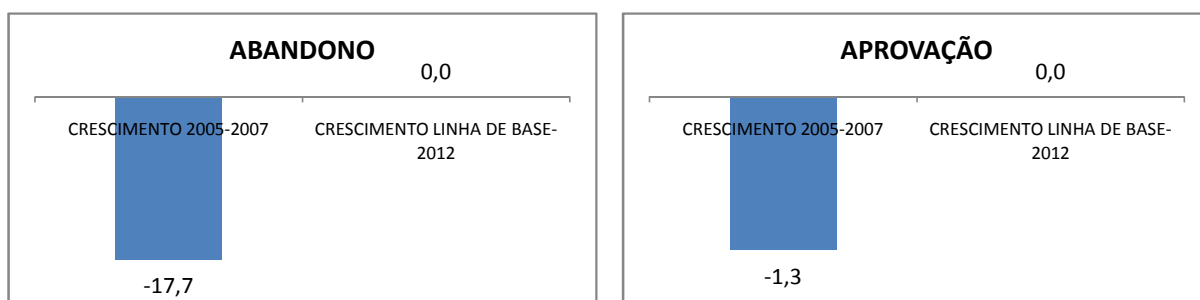 ABANDONO
0,0
CRESCIMENTO 2005-2007
CRESCIMENTO LINHA DE BASE-
2012
-17,7
APROVAÇÃO
0,0
CRESCIMENTO 2005-2007
CRESCIMENTO LINHA DE BASE-
2012
-1,3